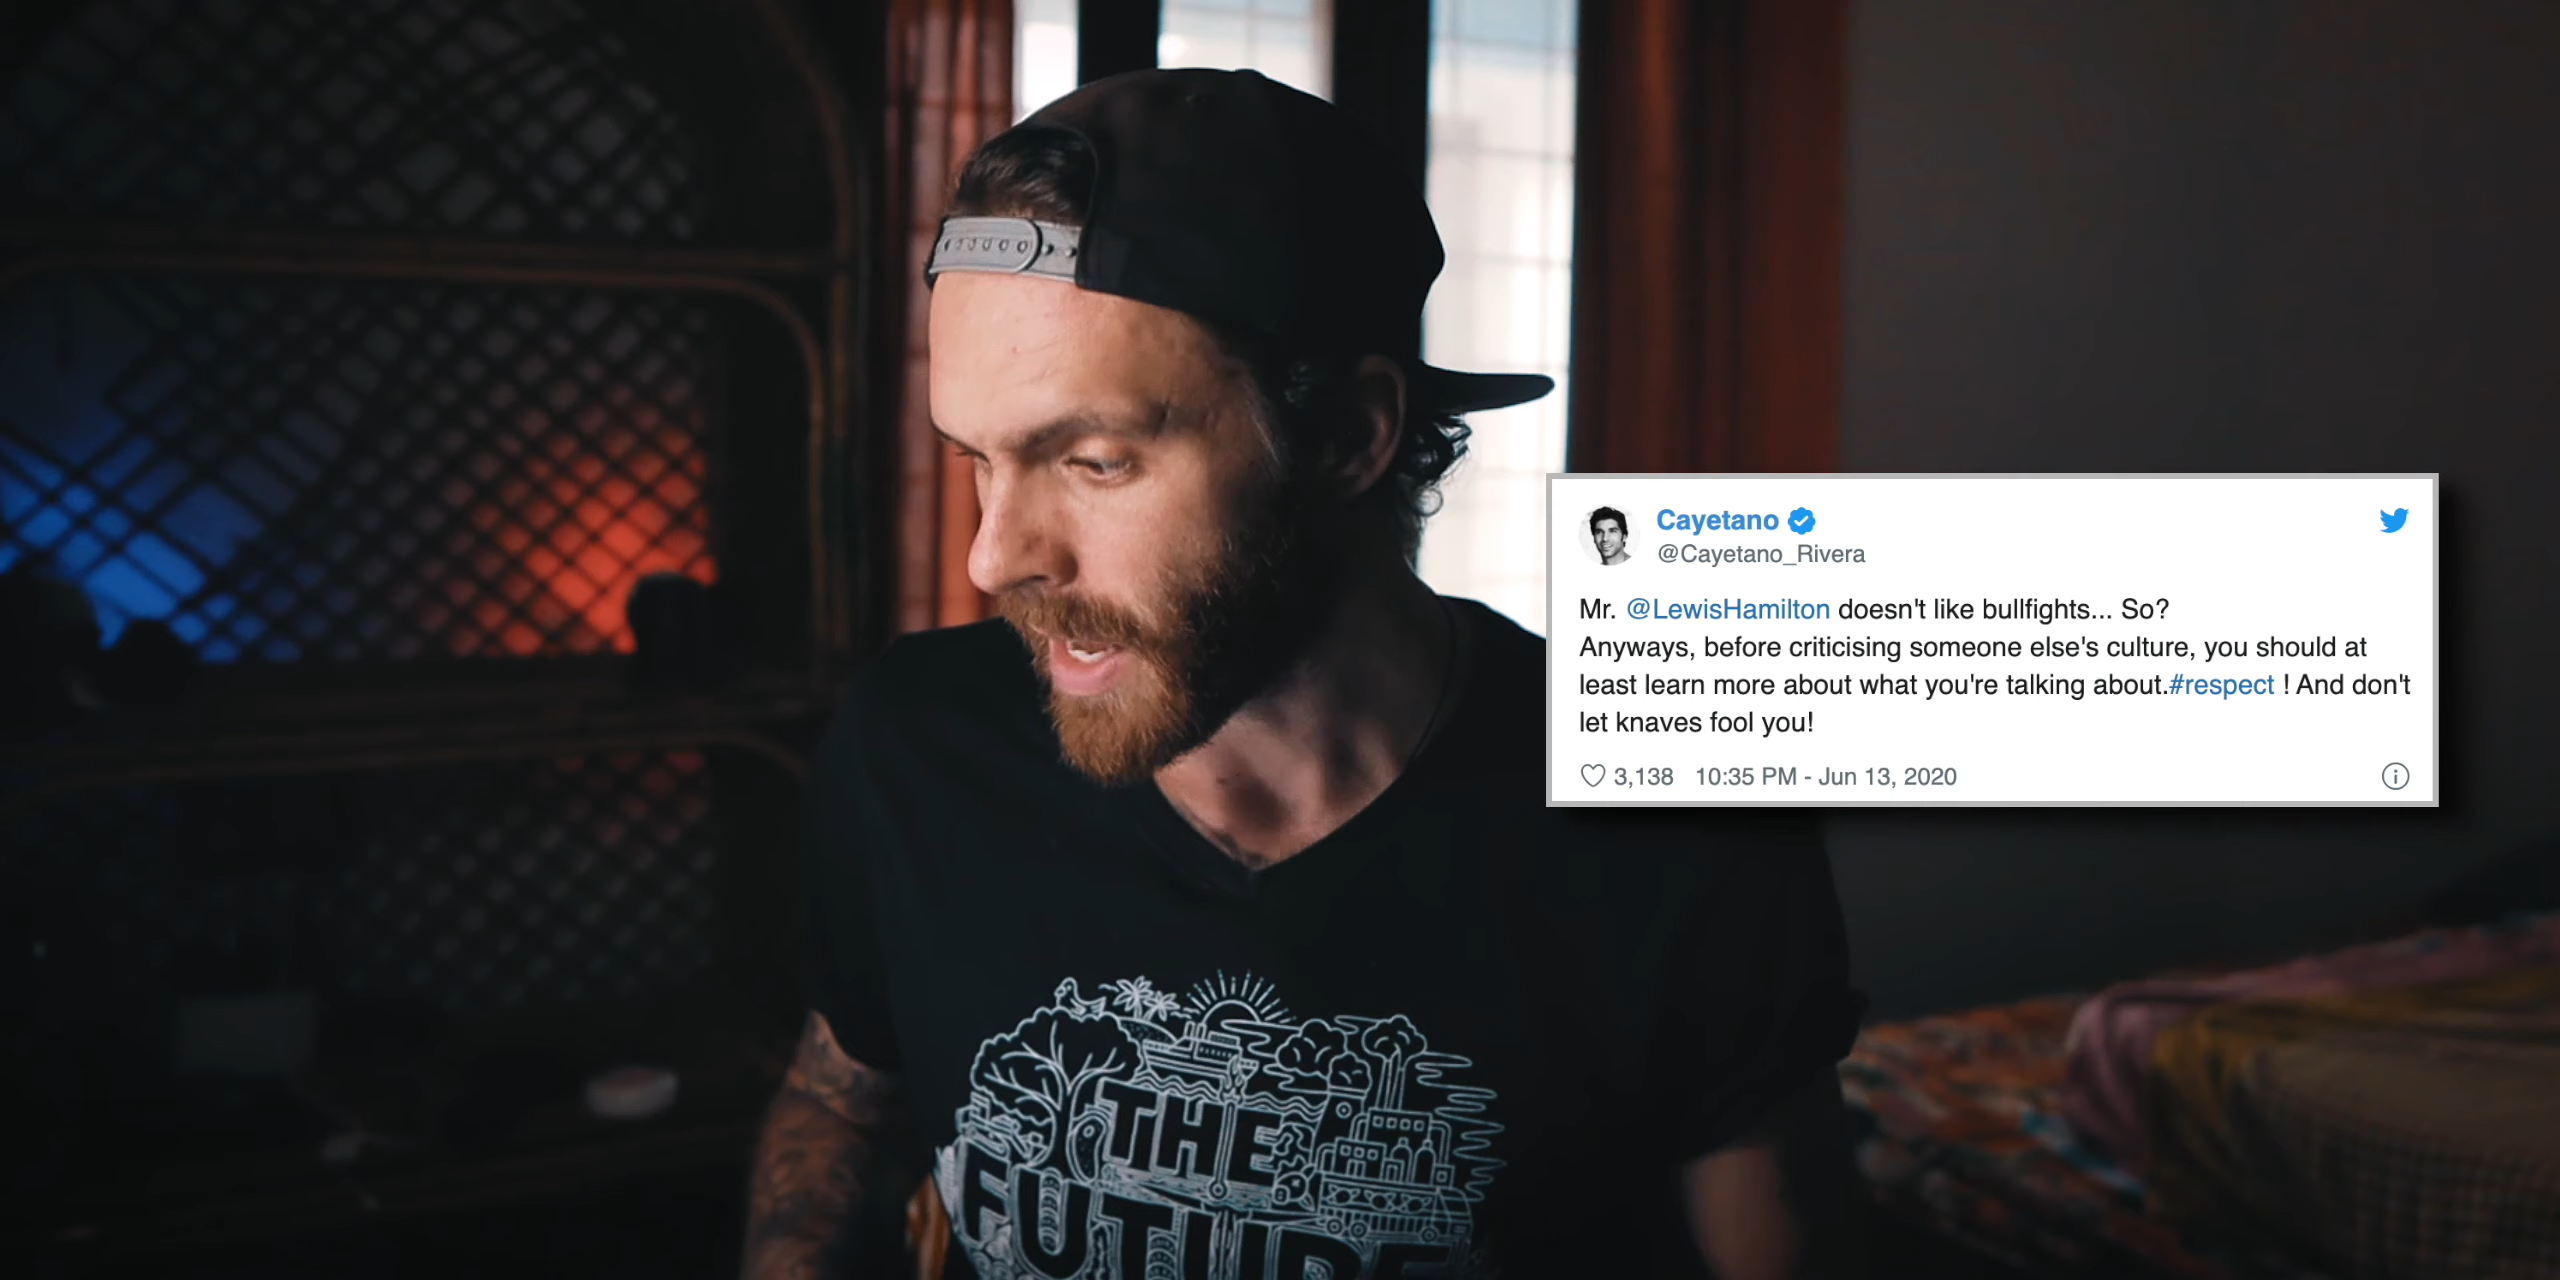 Cayetano
@Cayetano_Rivera
Mr. @LewisHamilton doesn't like bullfights... So?
Anyways, before criticising someone else's culture, you should at
least learn more about what you're talking about.#respect ! And don't
let knaves fool you!
3,138 10:35 PM - Jun 13, 2020
THE
FUTURE